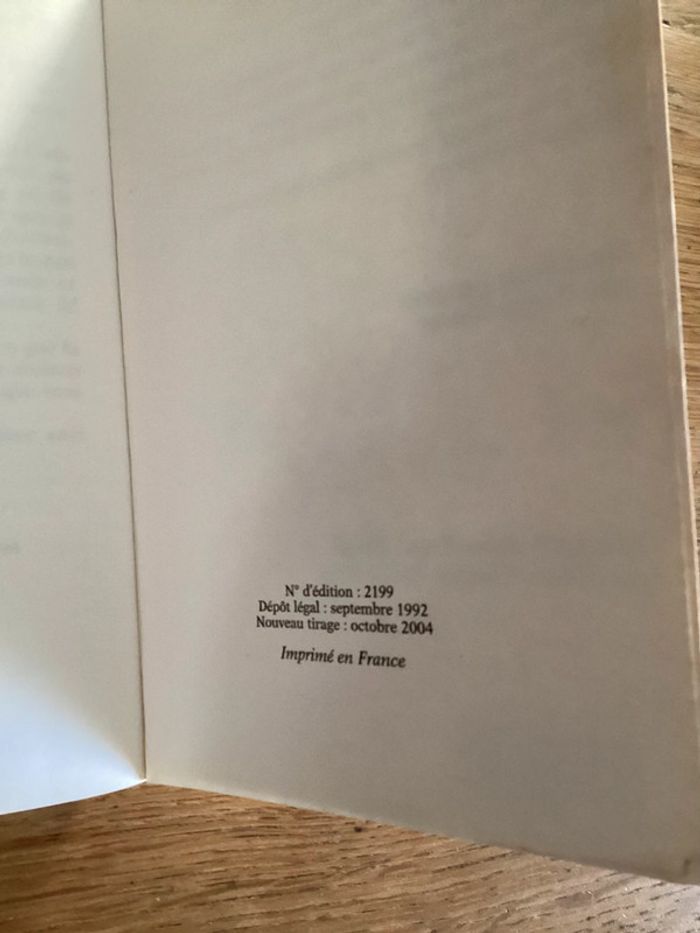 N° d'édition : 2199
Dépôt légal : septembre 1992
Nouveau tirage : octobre 2004
Imprimé en France